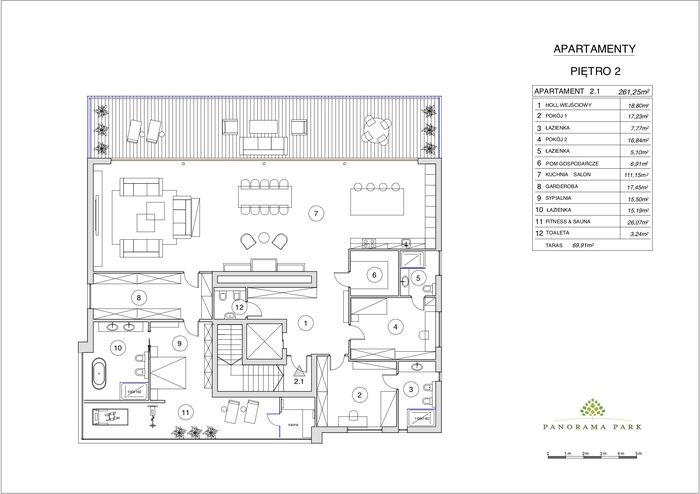 APARTAMENTY
PIĘTRO 2
APARTAMENT 2.1 261,25m²
1 HOLL WEJŚCIOWY 18.80m²
2 POKÓJ 1 17,23m²
3 ŁAZIENKA 7,77m²
4 POKÓJ 2 16,84m²
5 ŁAZIENKA 5,10m²
6 POM GOSPODARCZE 6,91m²
7 KUCHNIA SALON 111,15m²
8 GARDEROBA 17,45m²
9 SYPIALNIA 15,50m²
10 ŁAZIENKA 15,19m²
11 FITNESS & SAUNA 26,07m²
12 TOALETA 3,24m²
TARAS 69,91m²
7
6
5
8
12
1
4
9
10
2.1
2
3
11
sauna
PANORAMA PARK
0 1m 2m 3m 4m 5m